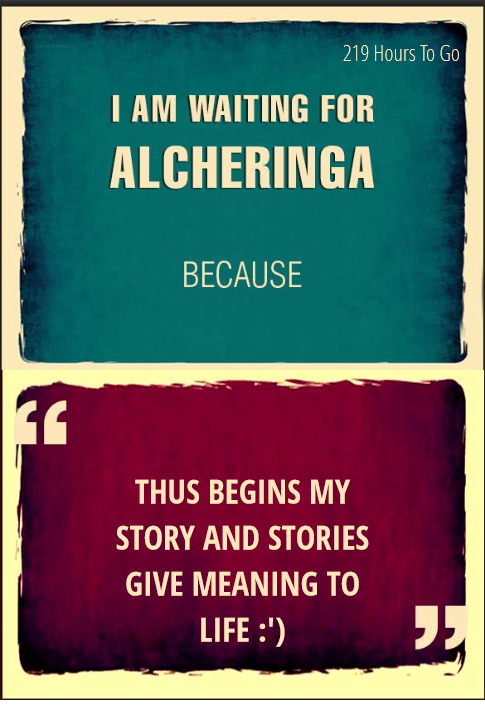 219 Hours To Go
I AM WAITING FOR
ALCHERINGA
BECAUSE
“
THUS BEGINS MY
STORY AND STORIES
GIVE MEANING TO
LIFE :')
”